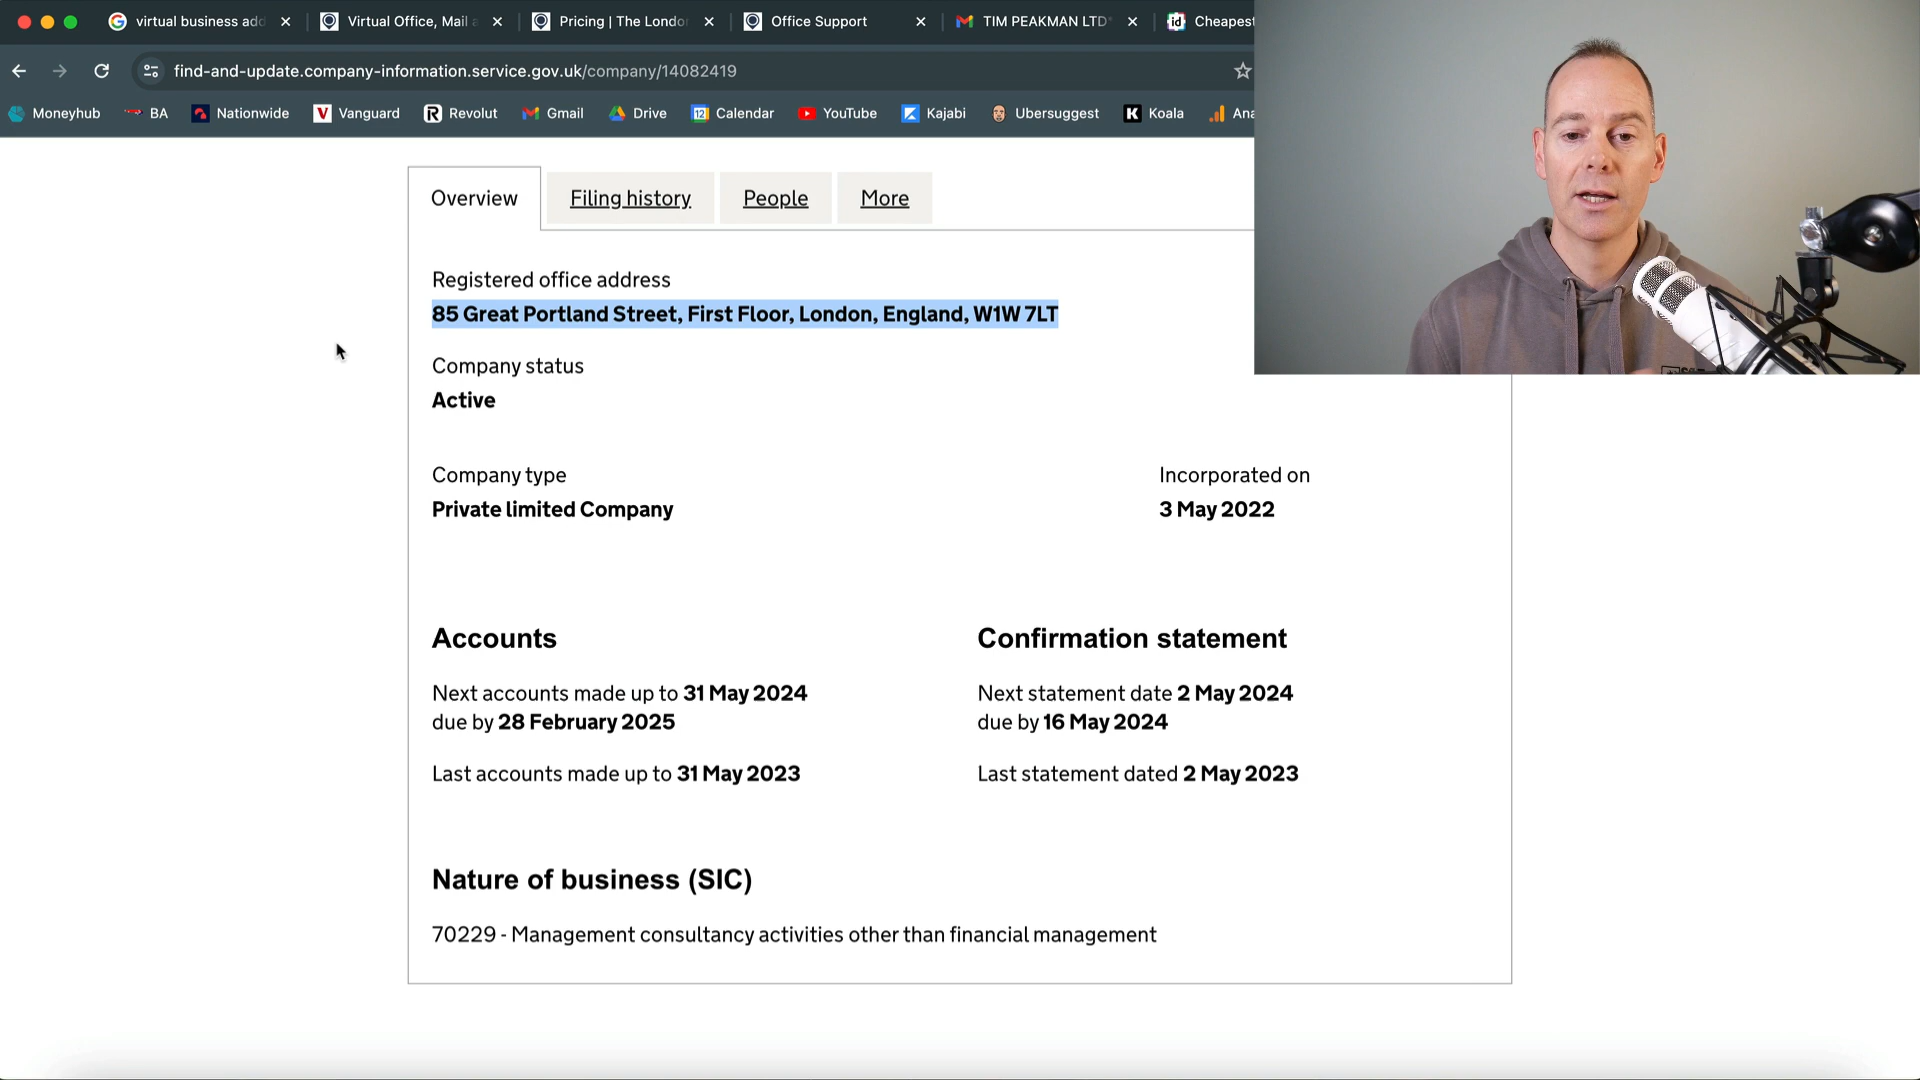 virtual business add
Virtual Office, Mail a
Pricing | The Londo
Office Support
TIM PEAKMAN LTD
Cheapest
find-and-update.company-information.service.gov.uk/company/14082419
Moneyhub
BA
Nationwide
Vanguard
Revolut
Gmail
Drive
Calendar
YouTube
Kajabi
Ubersuggest
Koala
Ana
Overview
Filing history
People
More
Registered office address
85 Great Portland Street, First Floor, London, England, W1W 7LT
Company status
Active
Company type
Private limited Company
Incorporated on
3 May 2022
Accounts
Next accounts made up to 31 May 2024
due by 28 February 2025
Last accounts made up to 31 May 2023
Confirmation statement
Next statement date 2 May 2024
due by 16 May 2024
Last statement dated 2 May 2023
Nature of business (SIC)
70229 - Management consultancy activities other than financial management